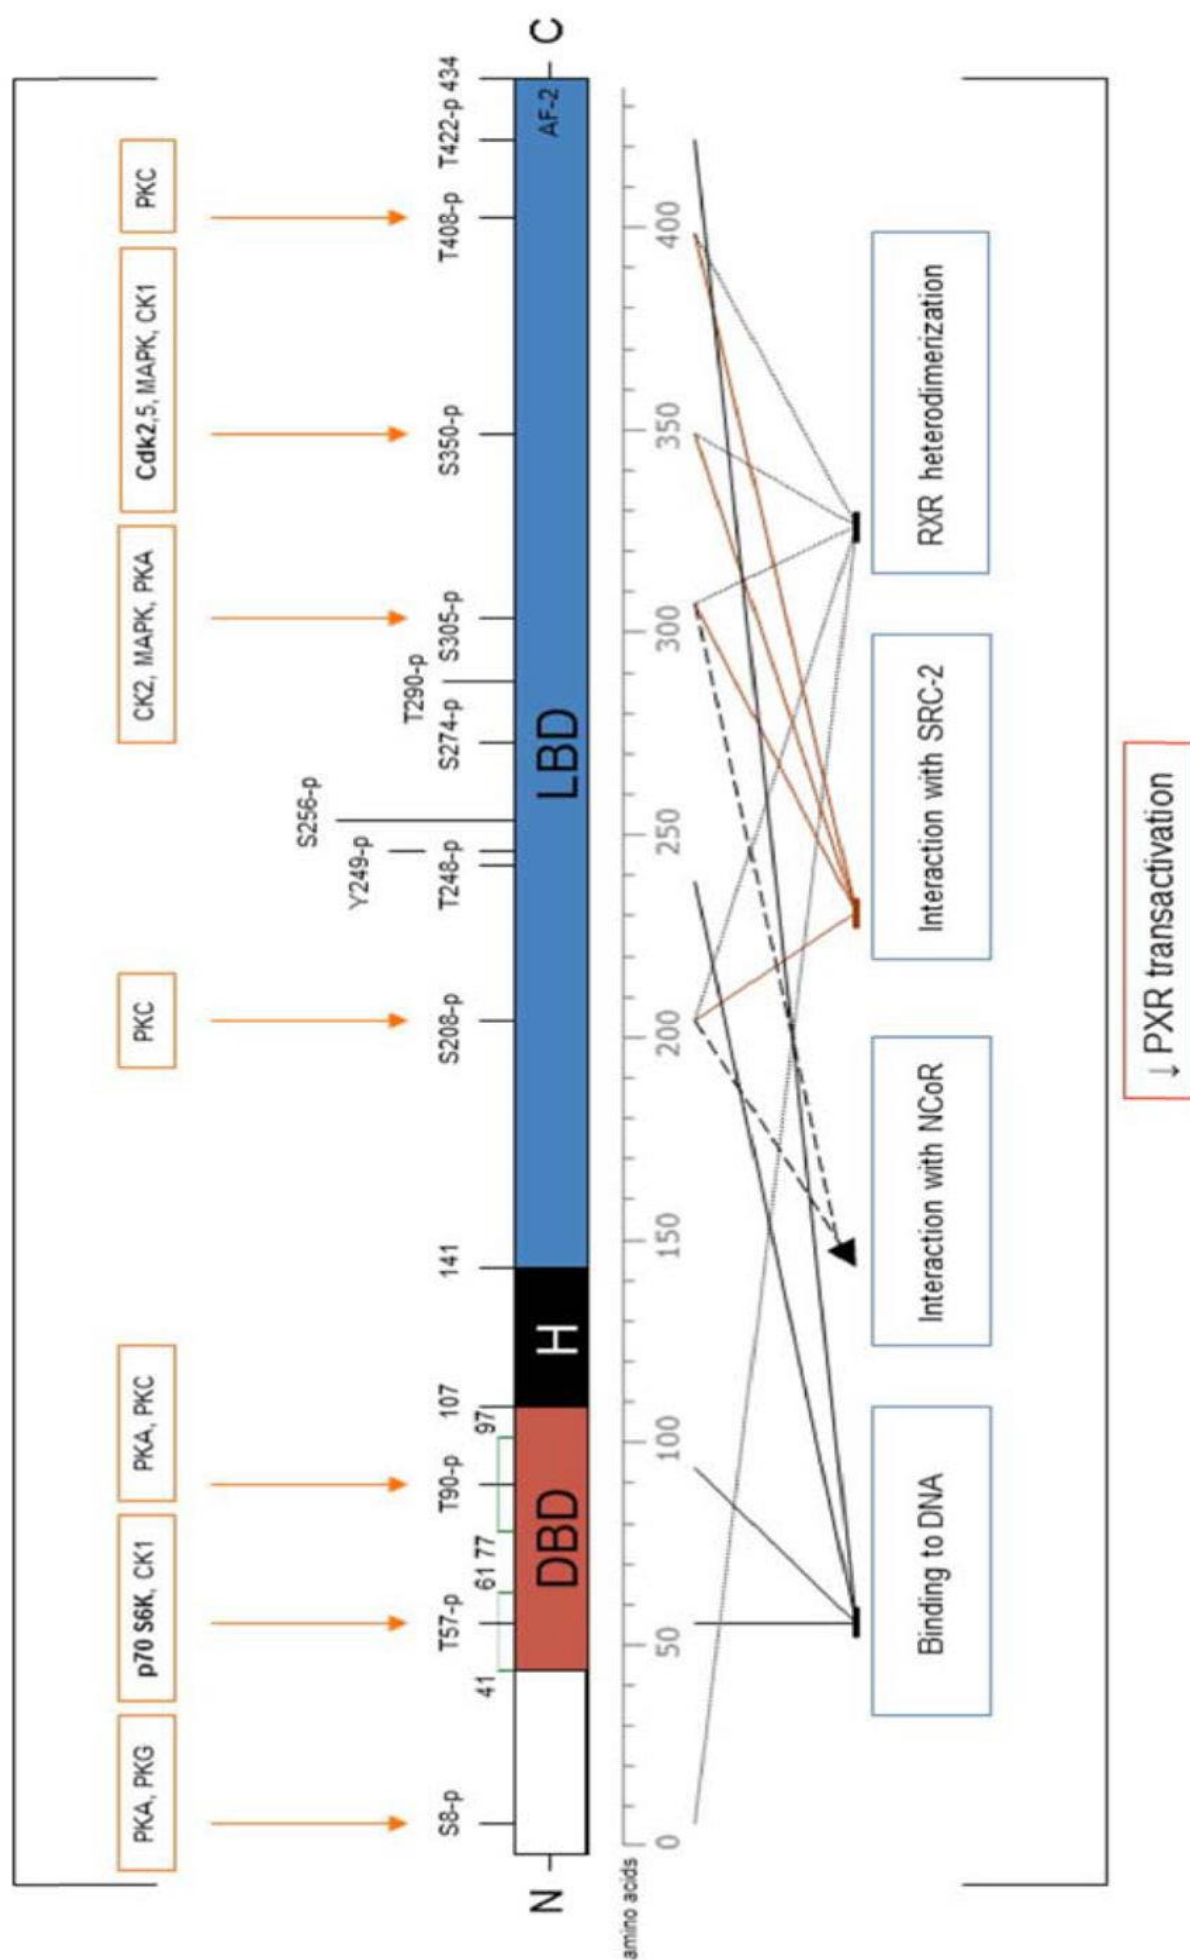 PKA, PKG
p70 S6K, CK1
PKA, PKC
PKC
CK2, MAPK, PKA
Cdk2,5, MAPK, CK1
PKC
S256-p
Y249-p
T290-p
S8-p
T57-p
T90-p
107
141
S208-p
T248-p
S274-p
S305-p
S350-p
T408-p
T422-p
434
41
61
77
97
N
DBD
H
LBD
AF-2
C
amino acids
0
50
100
150
200
250
300
350
400
Binding to DNA
Interaction with NCoR
Interaction with SRC-2
RXR heterodimerization
↓ PXR transactivation